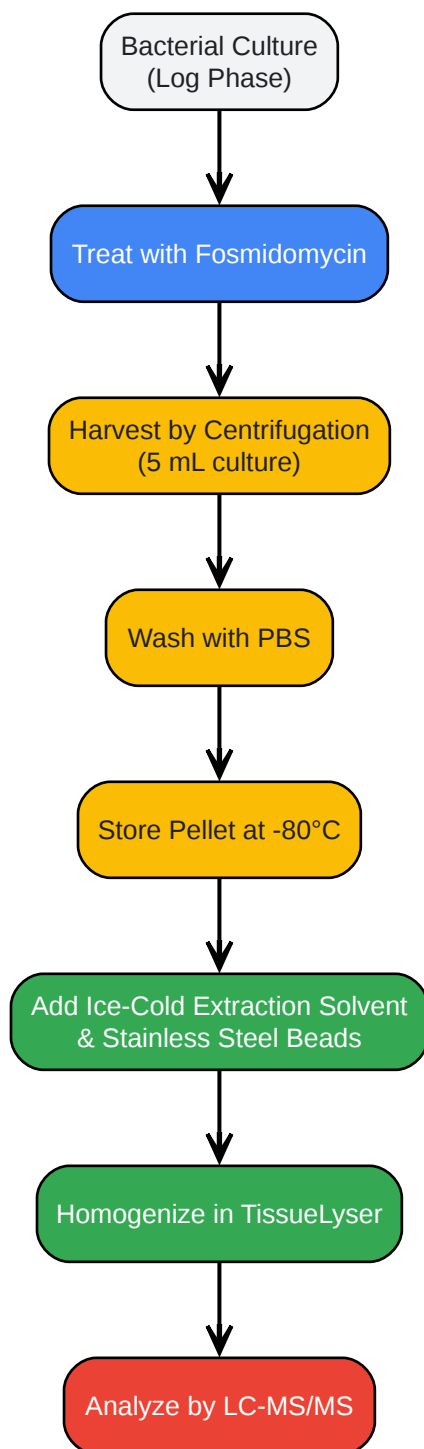 Bacterial Culture
(Log Phase)
Treat with Fosmidomycin
Harvest by Centrifugation
(5 mL culture)
Wash with PBS
Store Pellet at -80°C
Add Ice-Cold Extraction Solvent
& Stainless Steel Beads
Homogenize in TissueLyser
Analyze by LC-MS/MS